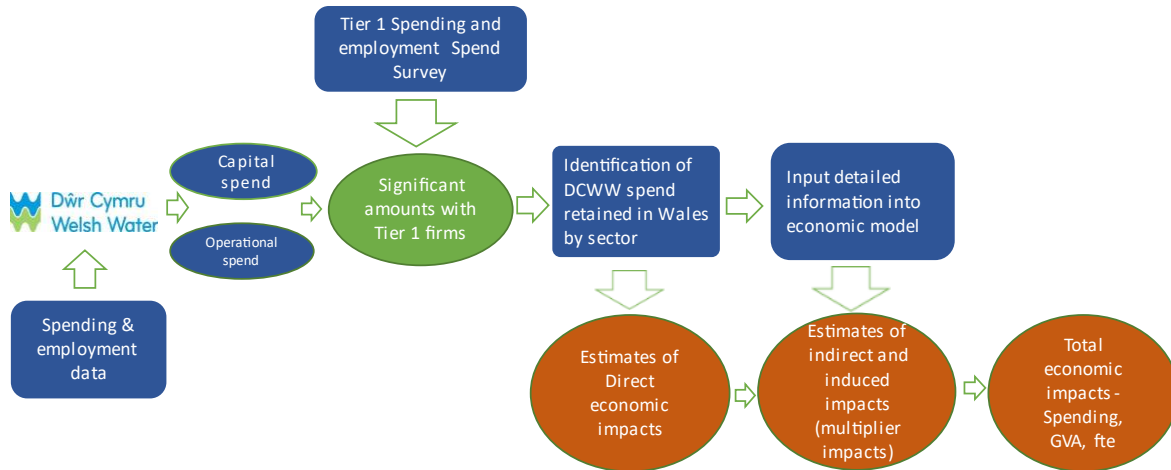 Tier 1 Spending and
employment Spend
Survey
Capital
spend
Operational
spend
Dŵr Cymru
Welsh Water
Spending &
employment
data
Significant
amounts with
Tier 1 firms
Identification of
DCWW spend
retained in Wales
by sector
Input detailed
information into
economic model
Estimates of
Direct
economic
impacts
Estimates of
indirect and
induced
impacts
(multiplier
impacts)
Total
economic
impacts -
Spending,
GVA, fte